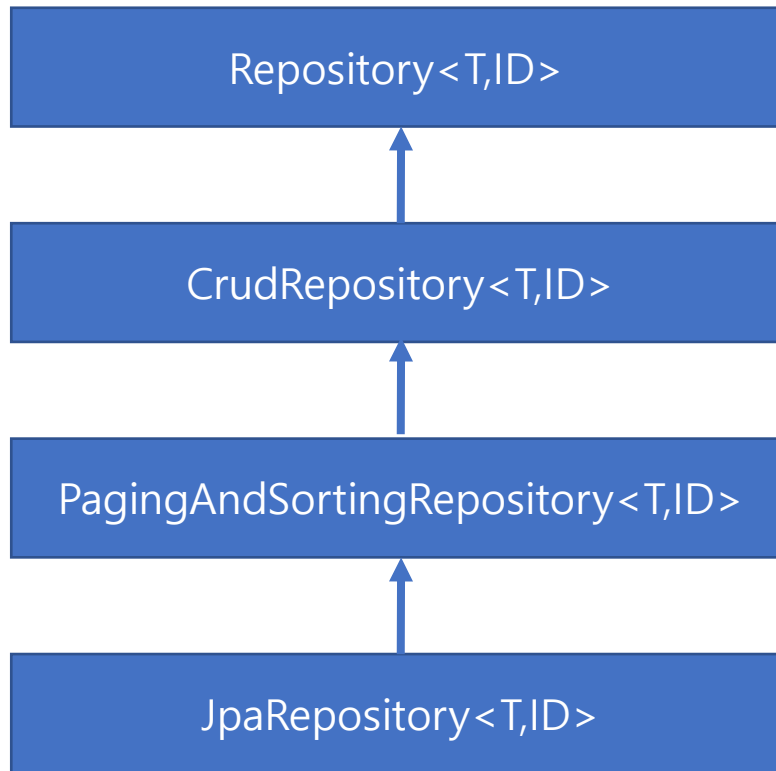 Repository<T,ID>
CrudRepository<T,ID>
PagingAndSortingRepository<T,ID>
JpaRepository<T,ID>